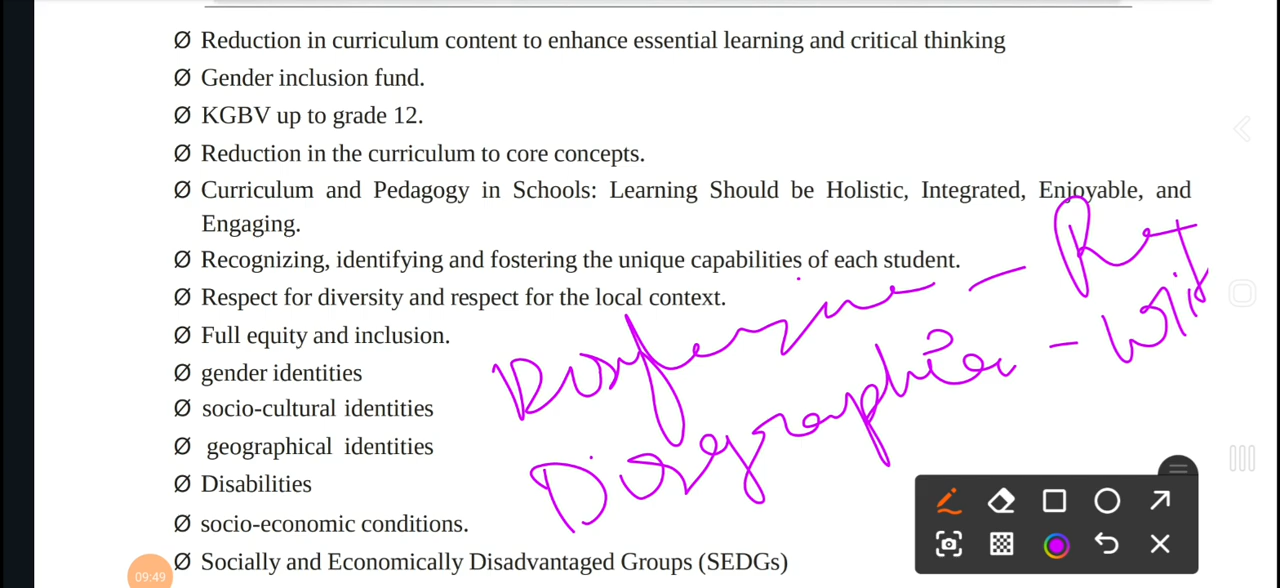 Ø Reduction in curriculum content to enhance essential learning and critical thinking
Ø Gender inclusion fund.
Ø KGBV up to grade 12.
Ø Reduction in the curriculum to core concepts.
Ø Curriculum and Pedagogy in Schools: Learning Should be Holistic, Integrated, Enjoyable, and
Engaging.
Ø Recognizing, identifying and fostering the unique capabilities of each student.
Ø Respect for diversity and respect for the local context.
Ø Full equity and inclusion.
Ø gender identities
Ø socio-cultural identities
Ø geographical identities
Ø Disabilities
Ø socio-economic conditions.
Ø Socially and Economically Disadvantaged Groups (SEDGs)
09:49